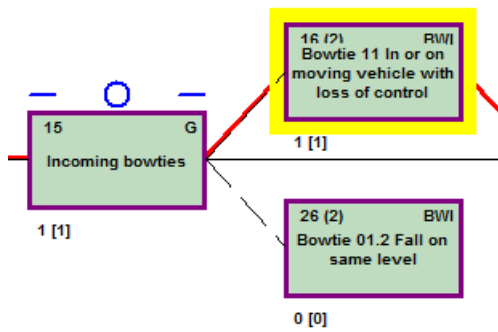 16 (2) BWI
Bowtie 11 In or on
moving vehicle with
loss of control
1 [1]
15 G
Incoming bowties
1 [1]
26 (2) BWI
Bowtie 01.2 Fall on
same level
0 [0]